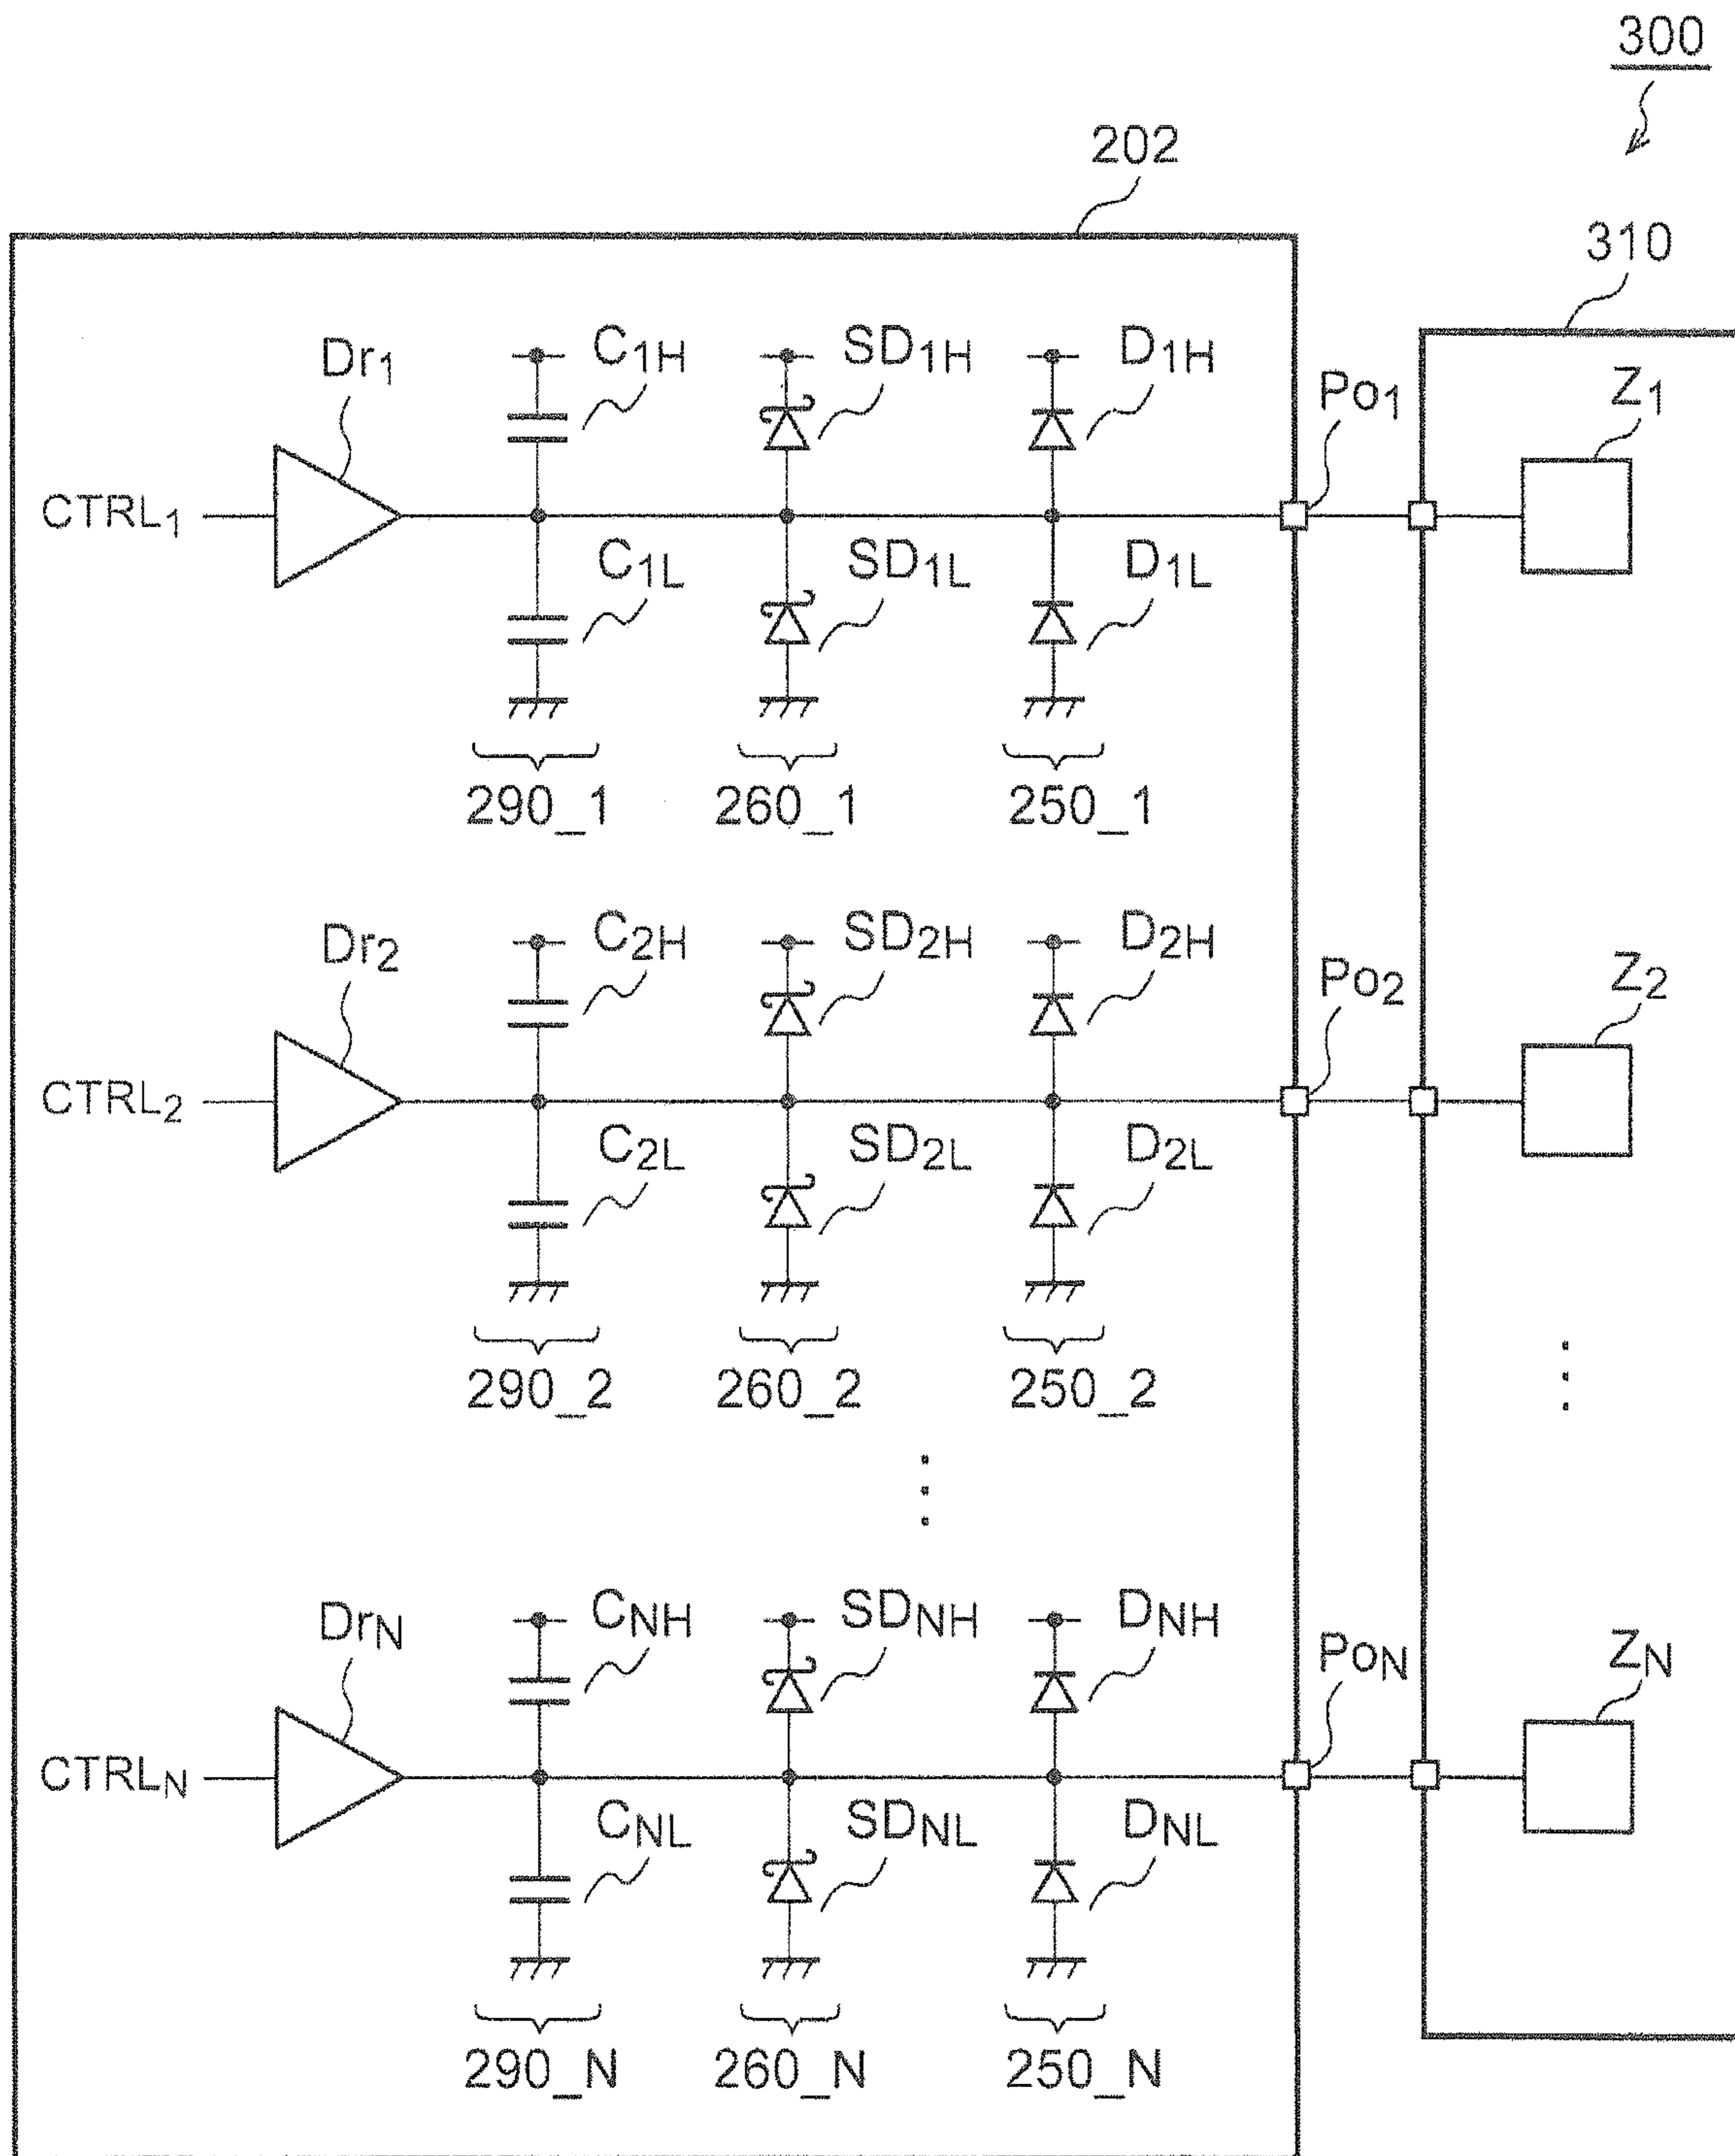 300
202
310
Dr₁ C₁H SD₁H D₁H Po₁ Z₁
CTRL₁
C₁L SD₁L D₁L
290_1 260_1 250_1
Dr₂ C₂H SD₂H D₂H Po₂ Z₂
CTRL₂
C₂L SD₂L D₂L
290_2 260_2 250_2
DrN CNH SDNH DNH PoN ZN
CTRLN
CNL SDNL DNL
290_N 260_N 250_N